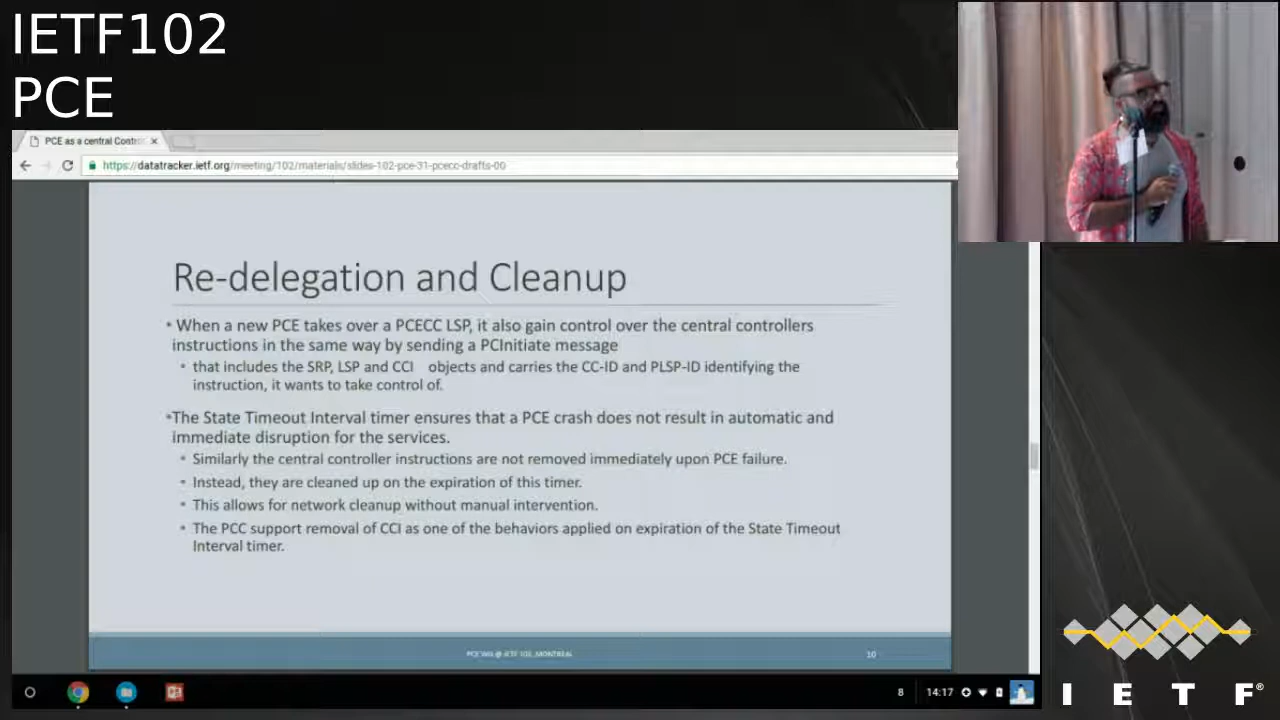 IETF102
PCE
PCE as a central Contro
https://datatracker.ietf.org/meeting/102/materials/slides-102-pce-31-pcecc-drafts-00
Re-delegation and Cleanup
• When a new PCE takes over a PCECC LSP, it also gain control over the central controllers
instructions in the same way by sending a PCInitiate message
• that includes the SRP, LSP and CCI objects and carries the CC-ID and PLSP-ID identifying the
instruction, it wants to take control of.
•The State Timeout Interval timer ensures that a PCE crash does not result in automatic and
immediate disruption for the services.
• Similarly the central controller instructions are not removed immediately upon PCE failure.
• Instead, they are cleaned up on the expiration of this timer.
• This allows for network cleanup without manual intervention.
• The PCC support removal of CCI as one of the behaviors applied on expiration of the State Timeout
Interval timer.
PCE WG @ IETF 102, MONTREAL
10
8
14:17
I E T F®